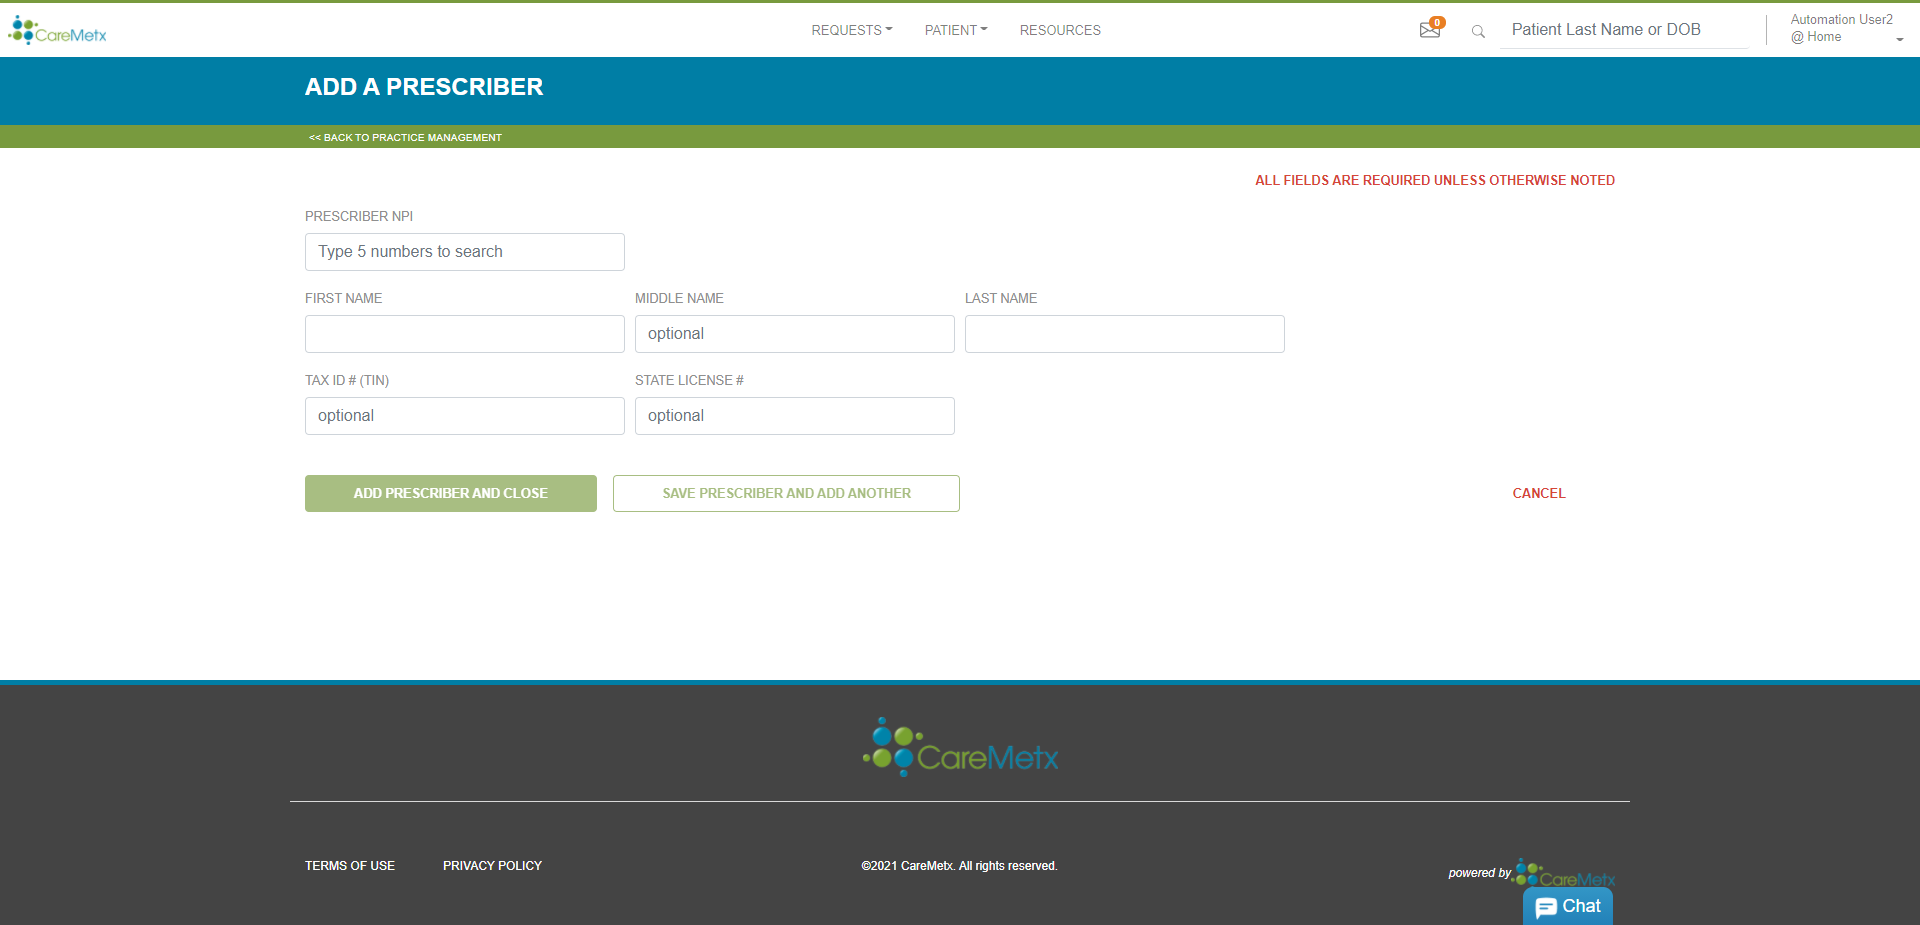 CareMetx
REQUESTS
PATIENT
RESOURCES
0
Patient Last Name or DOB
Automation User2
@ Home
ADD A PRESCRIBER
<< BACK TO PRACTICE MANAGEMENT
ALL FIELDS ARE REQUIRED UNLESS OTHERWISE NOTED
PRESCRIBER NPI
Type 5 numbers to search
FIRST NAME
MIDDLE NAME
LAST NAME
optional
TAX ID # (TIN)
STATE LICENSE #
optional
optional
ADD PRESCRIBER AND CLOSE
SAVE PRESCRIBER AND ADD ANOTHER
CANCEL
CareMetx
TERMS OF USE
PRIVACY POLICY
©2021 CareMetx. All rights reserved.
powered by
CareMetx
Chat